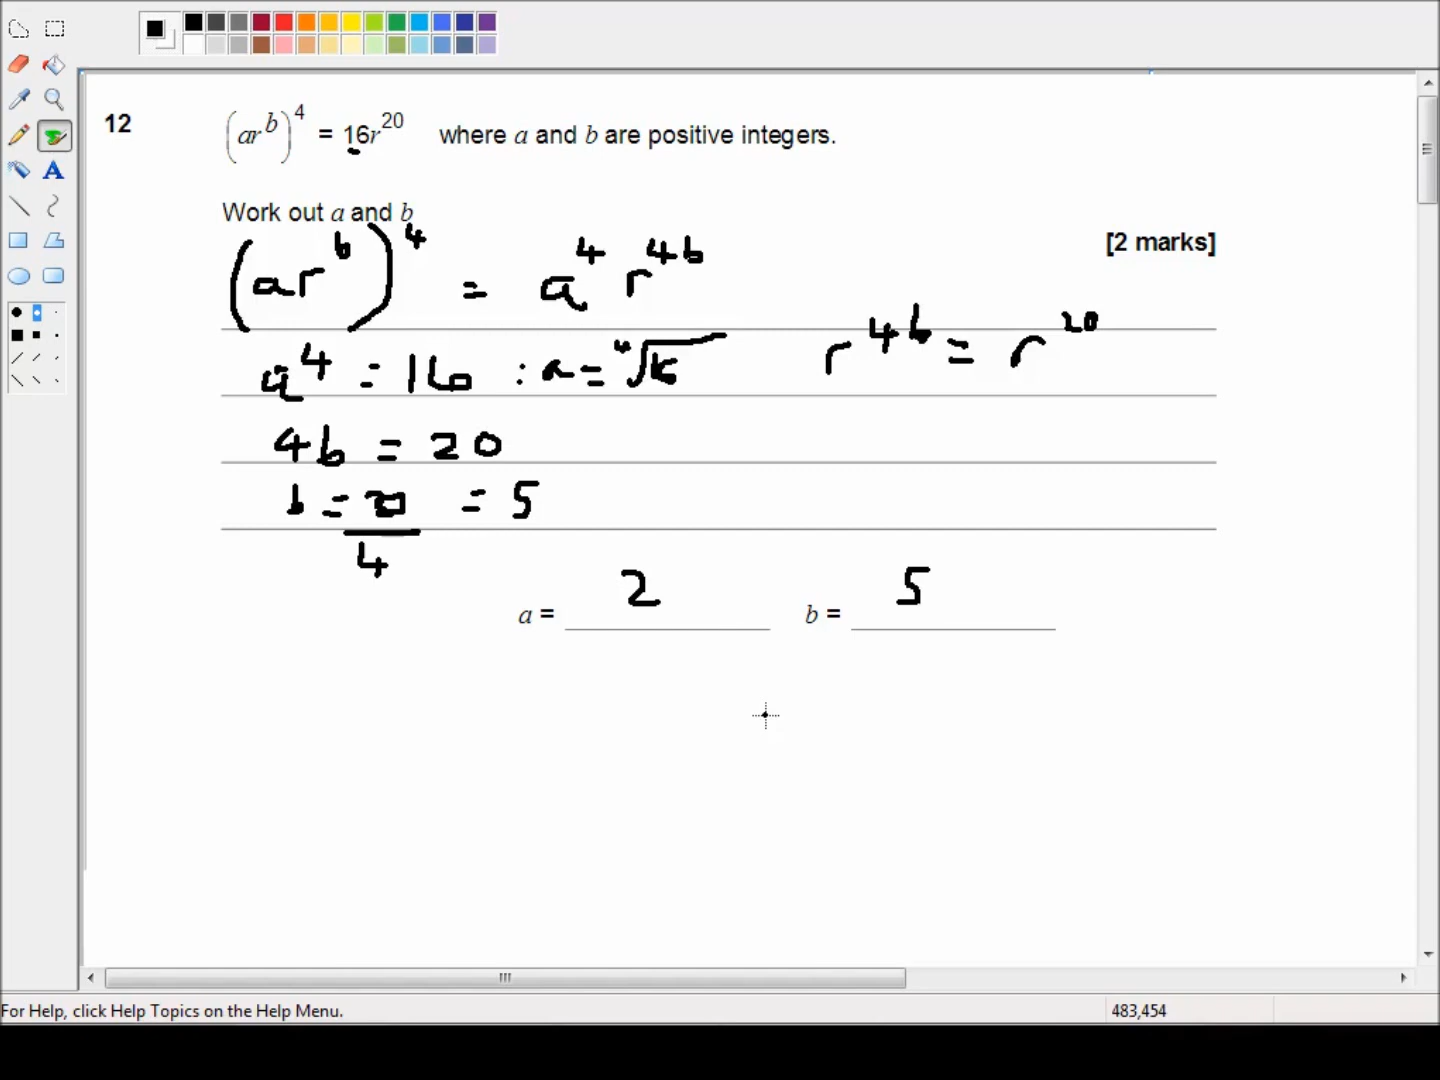 12 (ar^b)^4 = 16r^20 where a and b are positive integers.
Work out a and b
[2 marks]
(ar^b)^4 = a^4 r^4b
a^4 = 16 : a = ⁴√16 r^4b = r^20
4b = 20
b = 20/4 = 5
a = 2 b = 5
For Help, click Help Topics on the Help Menu. 483,454